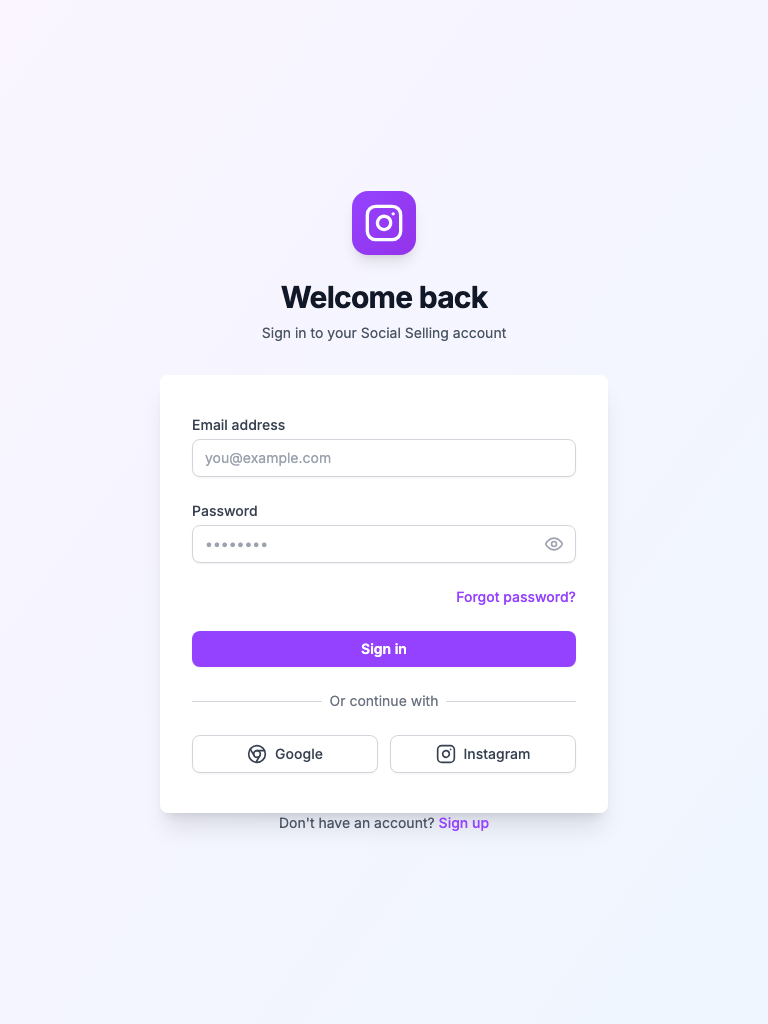 Welcome back
Sign in to your Social Selling account
Email address
you@example.com
Password
••••••••
Forgot password?
Sign in
Or continue with
Google
Instagram
Don't have an account? Sign up